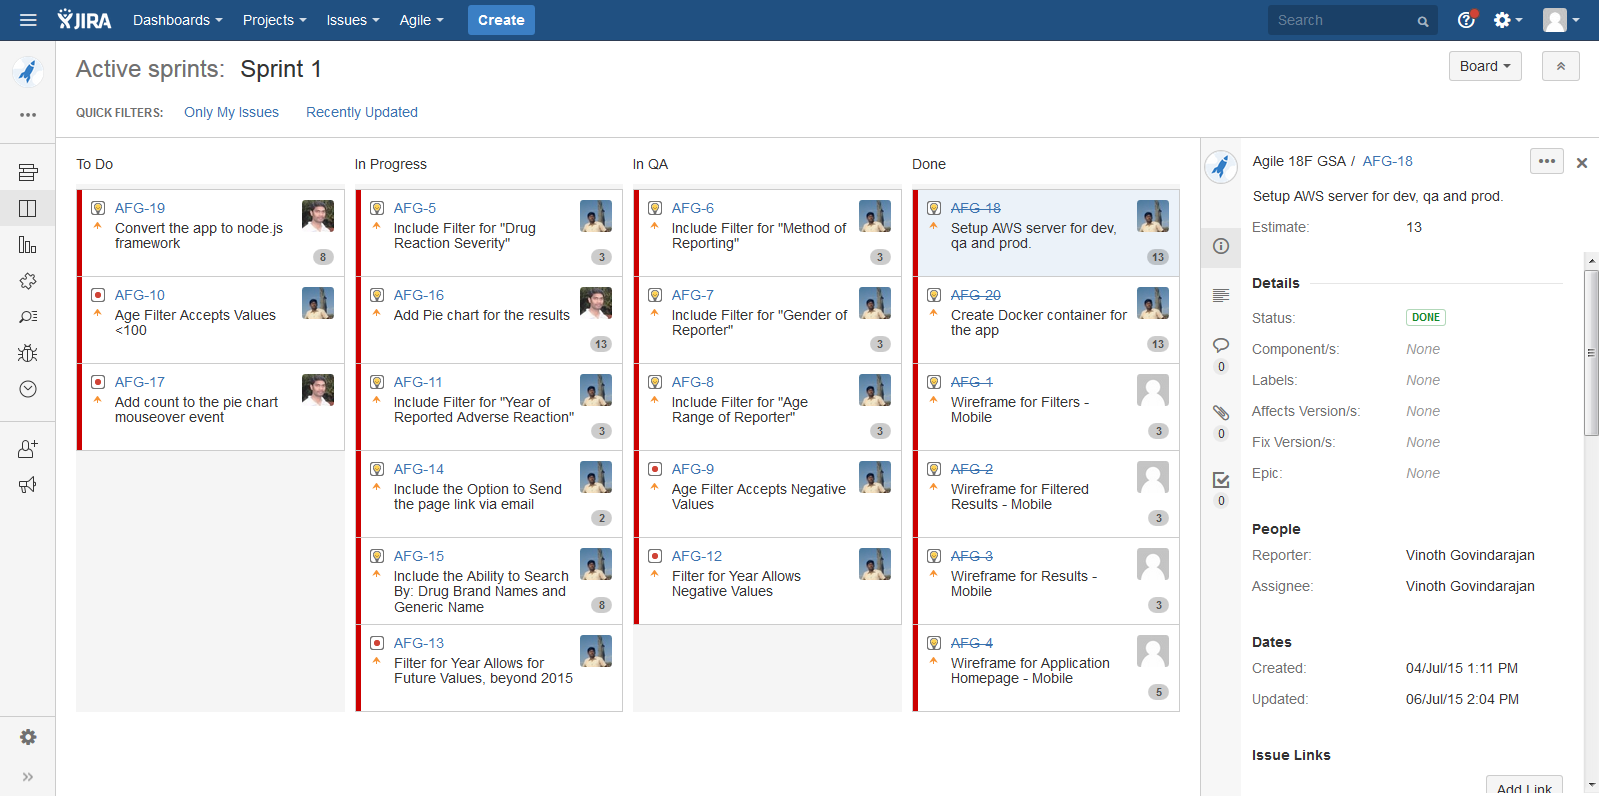 JIRA Dashboards Projects Issues Agile Create Search
Active sprints: Sprint 1
Board
QUICK FILTERS: Only My Issues Recently Updated
To Do
AFG-19
Convert the app to node.js
framework
8
AFG-10
Age Filter Accepts Values
<100
AFG-17
Add count to the pie chart
mouseover event
In Progress
AFG-5
Include Filter for "Drug
Reaction Severity"
3
AFG-16
Add Pie chart for the results
13
AFG-11
Include Filter for "Year of
Reported Adverse Reaction"
3
AFG-14
Include the Option to Send
the page link via email
2
AFG-15
Include the Ability to Search
By: Drug Brand Names and
Generic Name
8
AFG-13
Filter for Year Allows for
Future Values, beyond 2015
In QA
AFG-6
Include Filter for "Method of
Reporting"
3
AFG-7
Include Filter for "Gender of
Reporter"
3
AFG-8
Include Filter for "Age
Range of Reporter"
3
AFG-9
Age Filter Accepts Negative
Values
AFG-12
Filter for Year Allows
Negative Values
Done
AFG-18
Setup AWS server for dev,
qa and prod.
13
AFG-20
Create Docker container for
the app
13
AFG-1
Wireframe for Filters -
Mobile
3
AFG-2
Wireframe for Filtered
Results - Mobile
3
AFG-3
Wireframe for Results -
Mobile
3
AFG-4
Wireframe for Application
Homepage - Mobile
5
0
0
0
Agile 18F GSA / AFG-18
Setup AWS server for dev, qa and prod.
Estimate: 13
Details
Status: DONE
Component/s: None
Labels: None
Affects Version/s: None
Fix Version/s: None
Epic: None
People
Reporter: Vinoth Govindarajan
Assignee: Vinoth Govindarajan
Dates
Created: 04/Jul/15 1:11 PM
Updated: 06/Jul/15 2:04 PM
Issue Links
Add Link